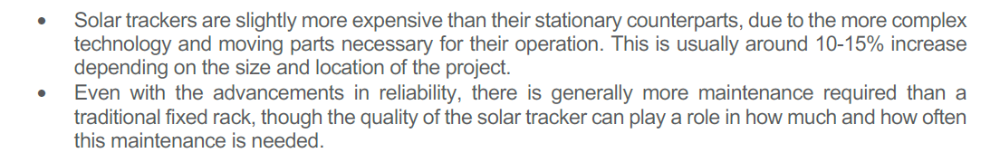 • Solar trackers are slightly more expensive than their stationary counterparts, due to the more complex
technology and moving parts necessary for their operation. This is usually around 10-15% increase
depending on the size and location of the project.
• Even with the advancements in reliability, there is generally more maintenance required than a
traditional fixed rack, though the quality of the solar tracker can play a role in how much and how often
this maintenance is needed.